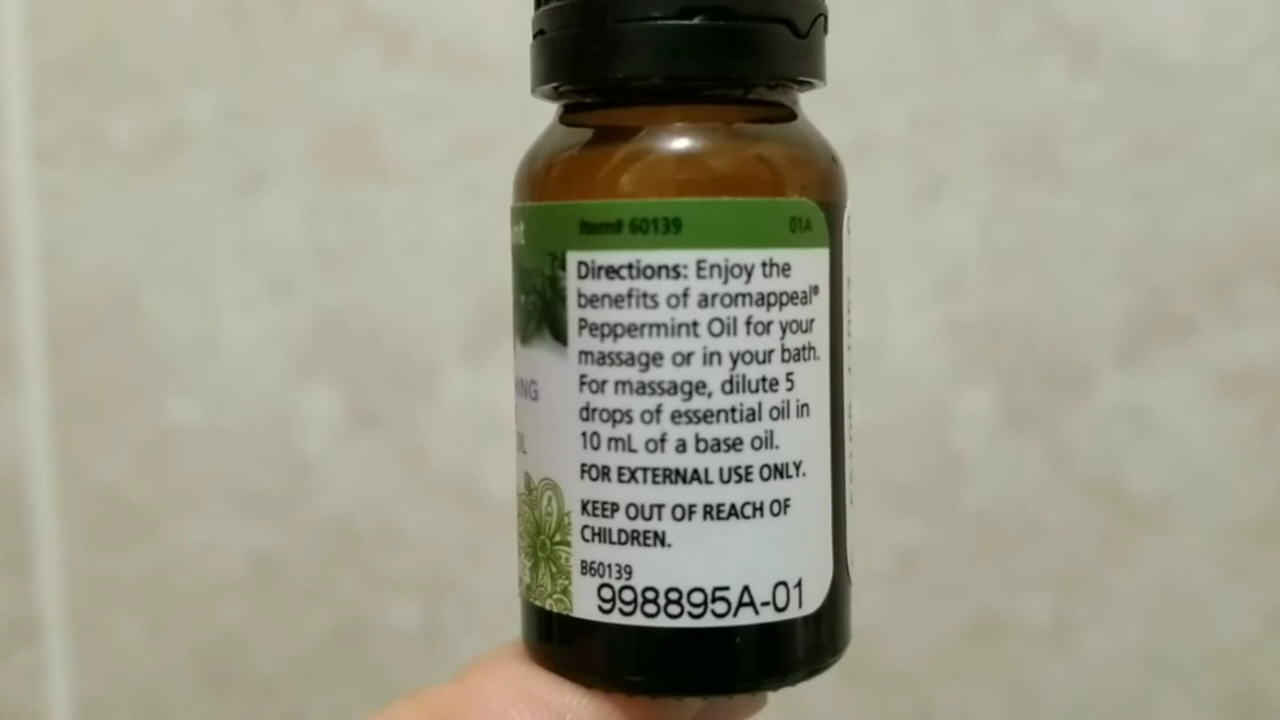 Item# 60139 01A
Directions: Enjoy the
benefits of aromappeal®
Peppermint Oil for your
massage or in your bath.
For massage, dilute 5
drops of essential oil in
10 mL of a base oil.
FOR EXTERNAL USE ONLY.
KEEP OUT OF REACH OF
CHILDREN.
B60139
998895A-01